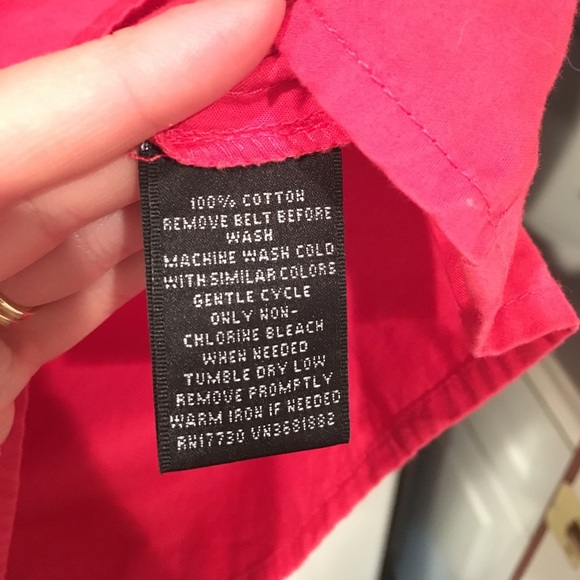 100% COTTON
REMOVE BELT BEFORE
WASH
MACHINE WASH COLD
WITH SIMILAR COLORS
GENTLE CYCLE
ONLY NON-
CHLORINE BLEACH
WHEN NEEDED
TUMBLE DRY LOW
REMOVE PROMPTLY
WARM IRON IF NEEDED
RN17730 VN3681882